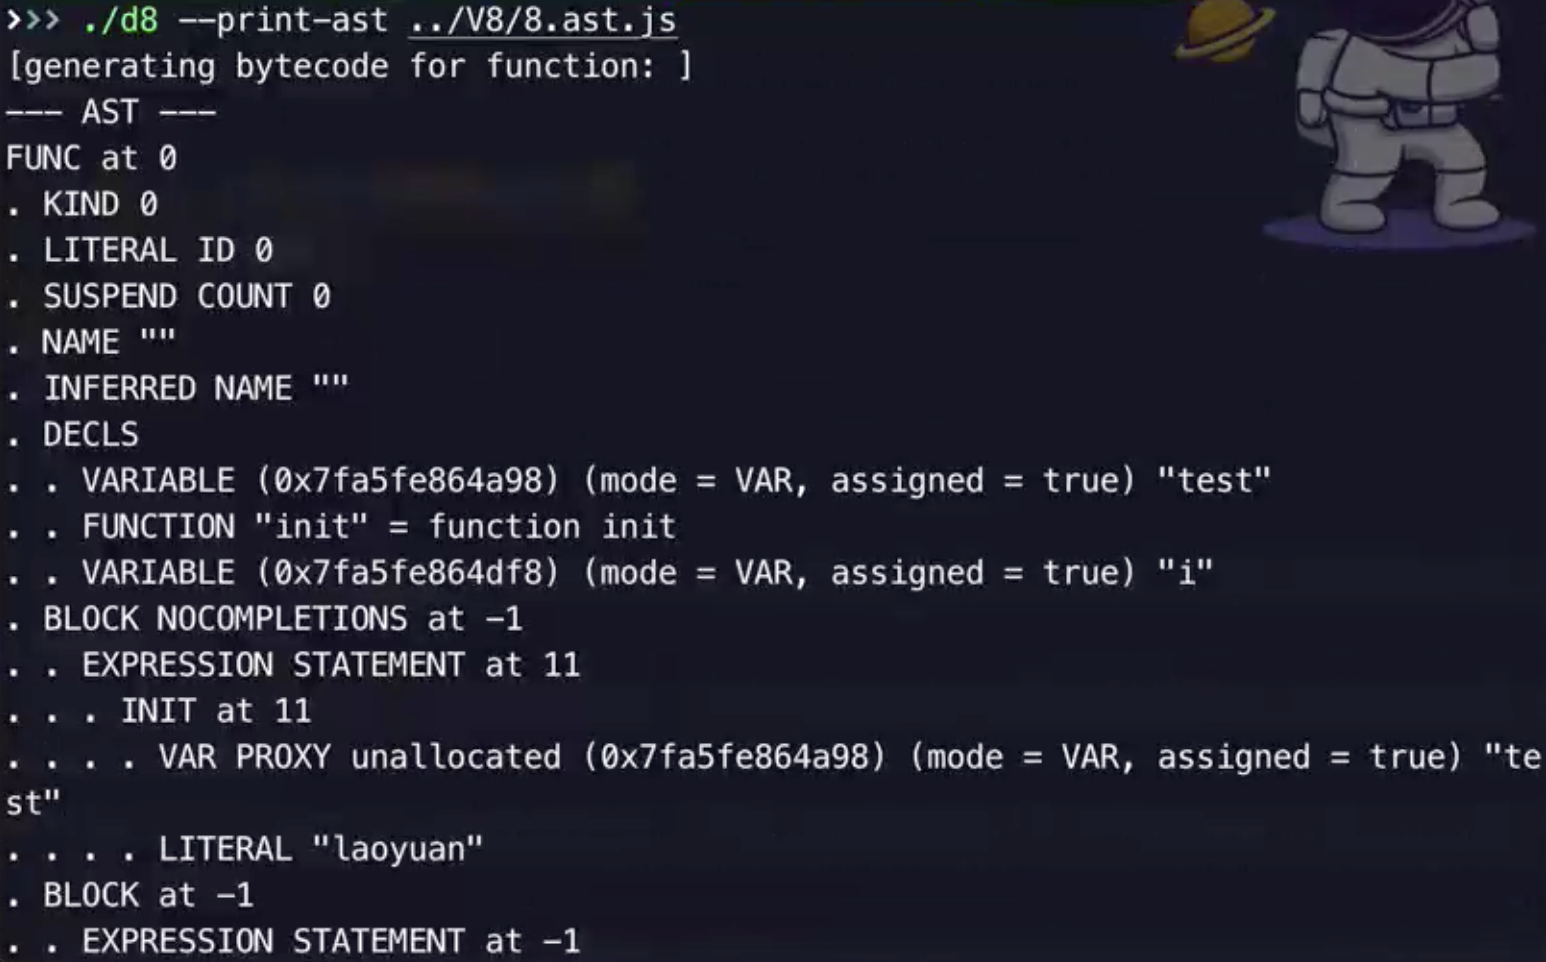 >>> ./d8 --print-ast ../V8/8.ast.js
[generating bytecode for function: ]
--- AST ---
FUNC at 0
. KIND 0
. LITERAL ID 0
. SUSPEND COUNT 0
. NAME ""
. INFERRED NAME ""
. DECLS
. . VARIABLE (0x7fa5fe864a98) (mode = VAR, assigned = true) "test"
. . FUNCTION "init" = function init
. . VARIABLE (0x7fa5fe864df8) (mode = VAR, assigned = true) "i"
. BLOCK NOCOMPLETIONS at -1
. . EXPRESSION STATEMENT at 11
. . . INIT at 11
. . . . VAR PROXY unallocated (0x7fa5fe864a98) (mode = VAR, assigned = true) "te
st"
. . . . LITERAL "laoyuan"
. BLOCK at -1
. . EXPRESSION STATEMENT at -1